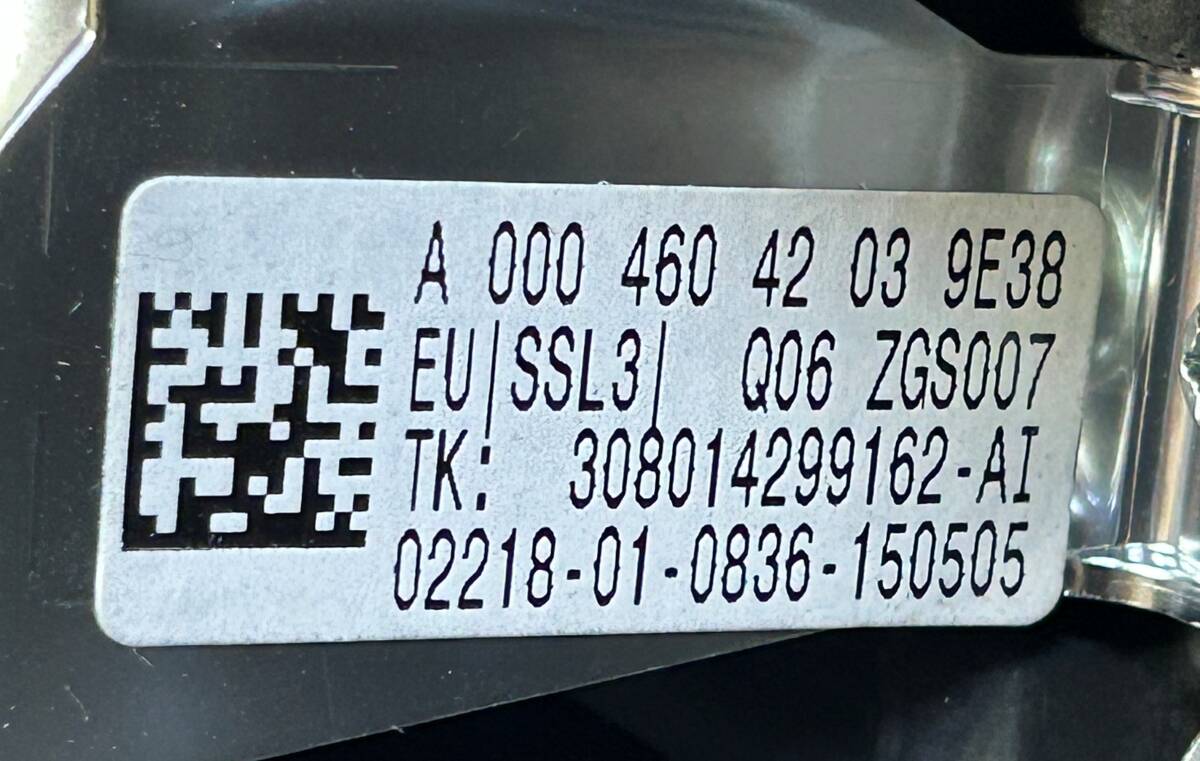 A 000 460 42 03 9E38
EU|SSL3| Q06 ZGS007
TK: 308014299162-AI
02218-01-0836-150505